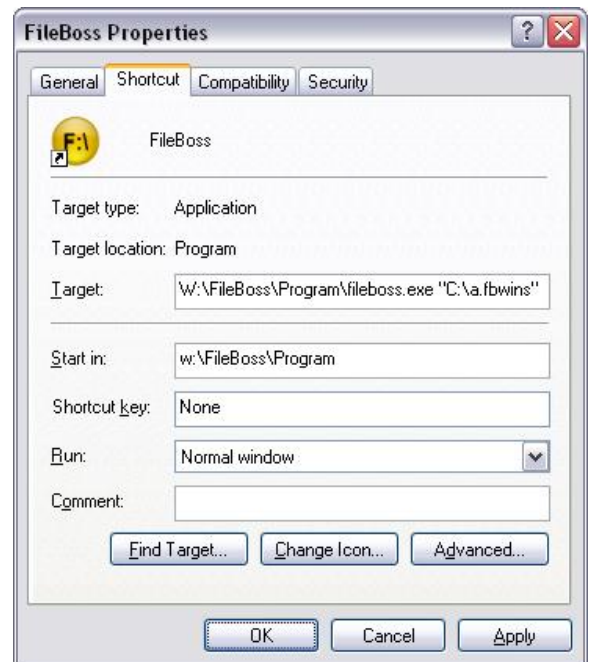 FileBoss Properties
General Shortcut Compatibility Security
F:\ FileBoss
Target type: Application
Target location: Program
Target: W:\FileBoss\Program\fileboss.exe "C:\a.fbwins"
Start in: w:\FileBoss\Program
Shortcut key: None
Run: Normal window
Comment:
Find Target... Change Icon... Advanced...
OK Cancel Apply